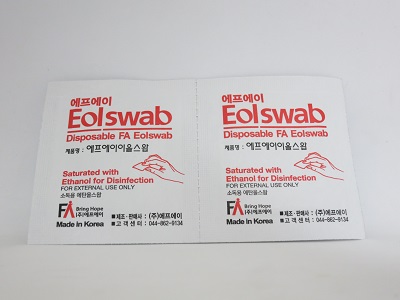 에프에이
Eolswab
Disposable FA Eolswab
제품명 : 에프에이이올스왑
Saturated with
Ethanol for Disinfection
FOR EXTERNAL USE ONLY
소독용 에탄올스왑
FA Bring Hope
(주)에프에이
Made in Korea
■ 제조 · 판매사 : (주)에프에이
■ 고객센터 : 044-862-9134
에프에이
Eolswab
Disposable FA Eolswab
제품명 : 에프에이이올스왑
Saturated with
Ethanol for Disinfection
FOR EXTERNAL USE ONLY
소독용 에탄올스왑
FA Bring Hope
(주)에프에이
Made in Korea
■ 제조 · 판매사 : (주)에프에이
■ 고객센터 : 044-862-9134